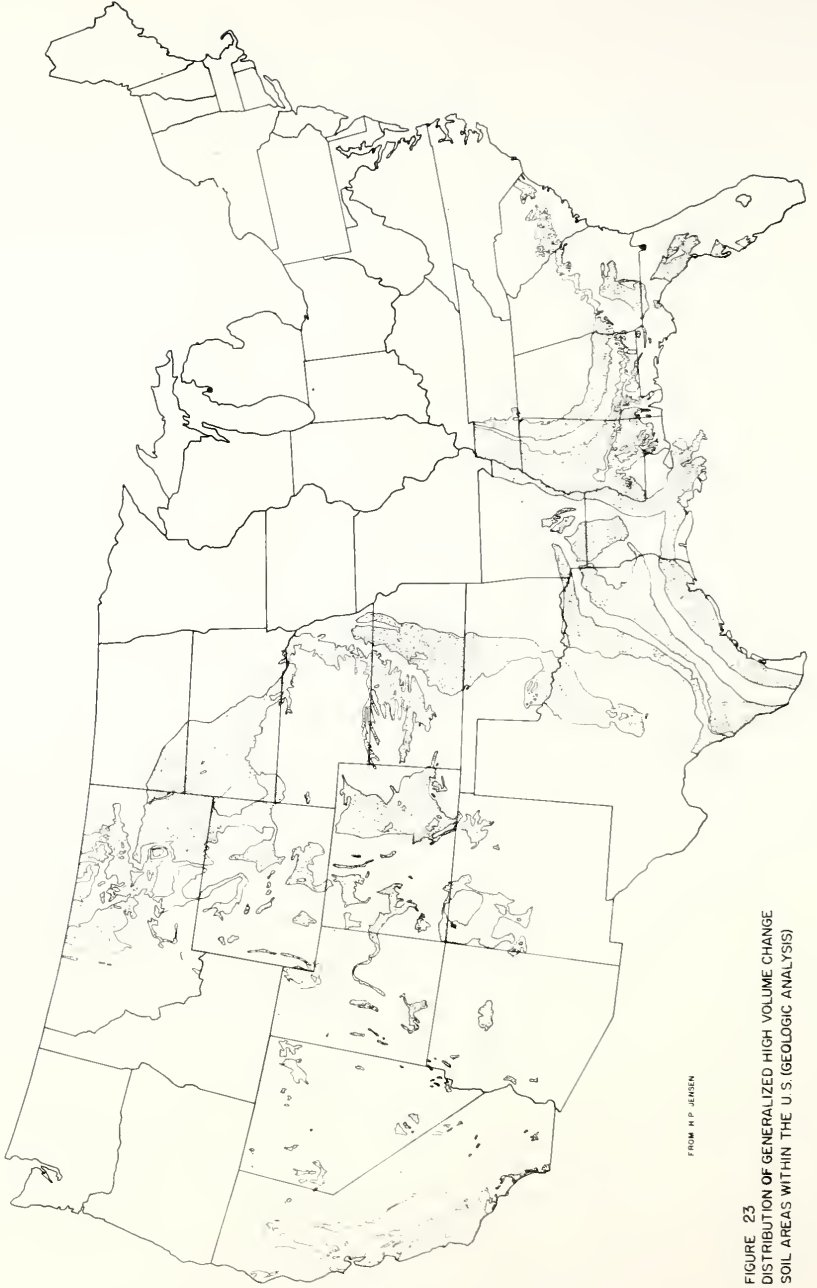 FROM H P JENSEN
FIGURE 23
DISTRIBUTION OF GENERALIZED HIGH VOLUME CHANGE
SOIL AREAS WITHIN THE U.S. (GEOLOGIC ANALYSIS)